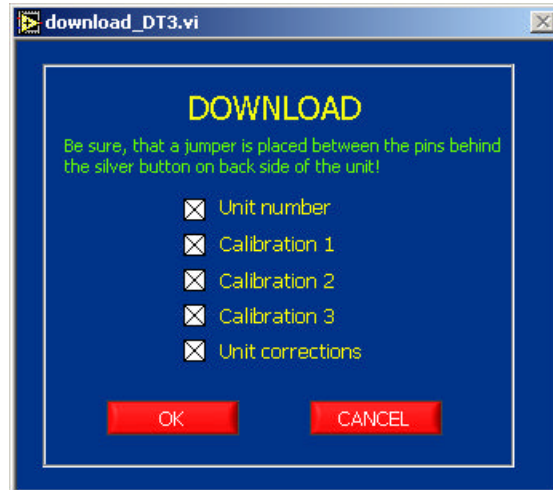 download_DT3.vi
DOWNLOAD
Be sure, that a jumper is placed between the pins behind
the silver button on back side of the unit!
Unit number
Calibration 1
Calibration 2
Calibration 3
Unit corrections
OK CANCEL